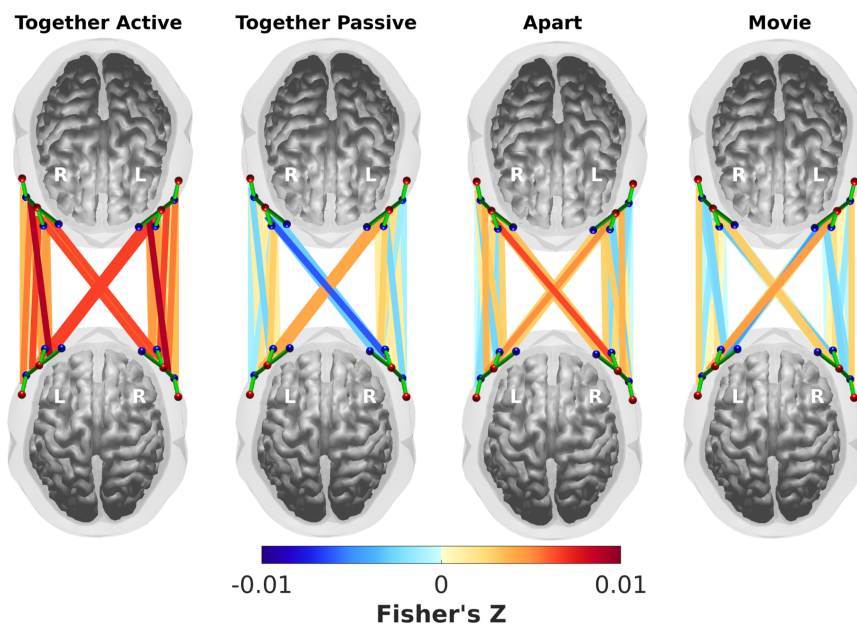 Together Active Together Passive Apart Movie
R L R L R L R L
L R L R L R L R
-0.01 0 0.01
Fisher's Z